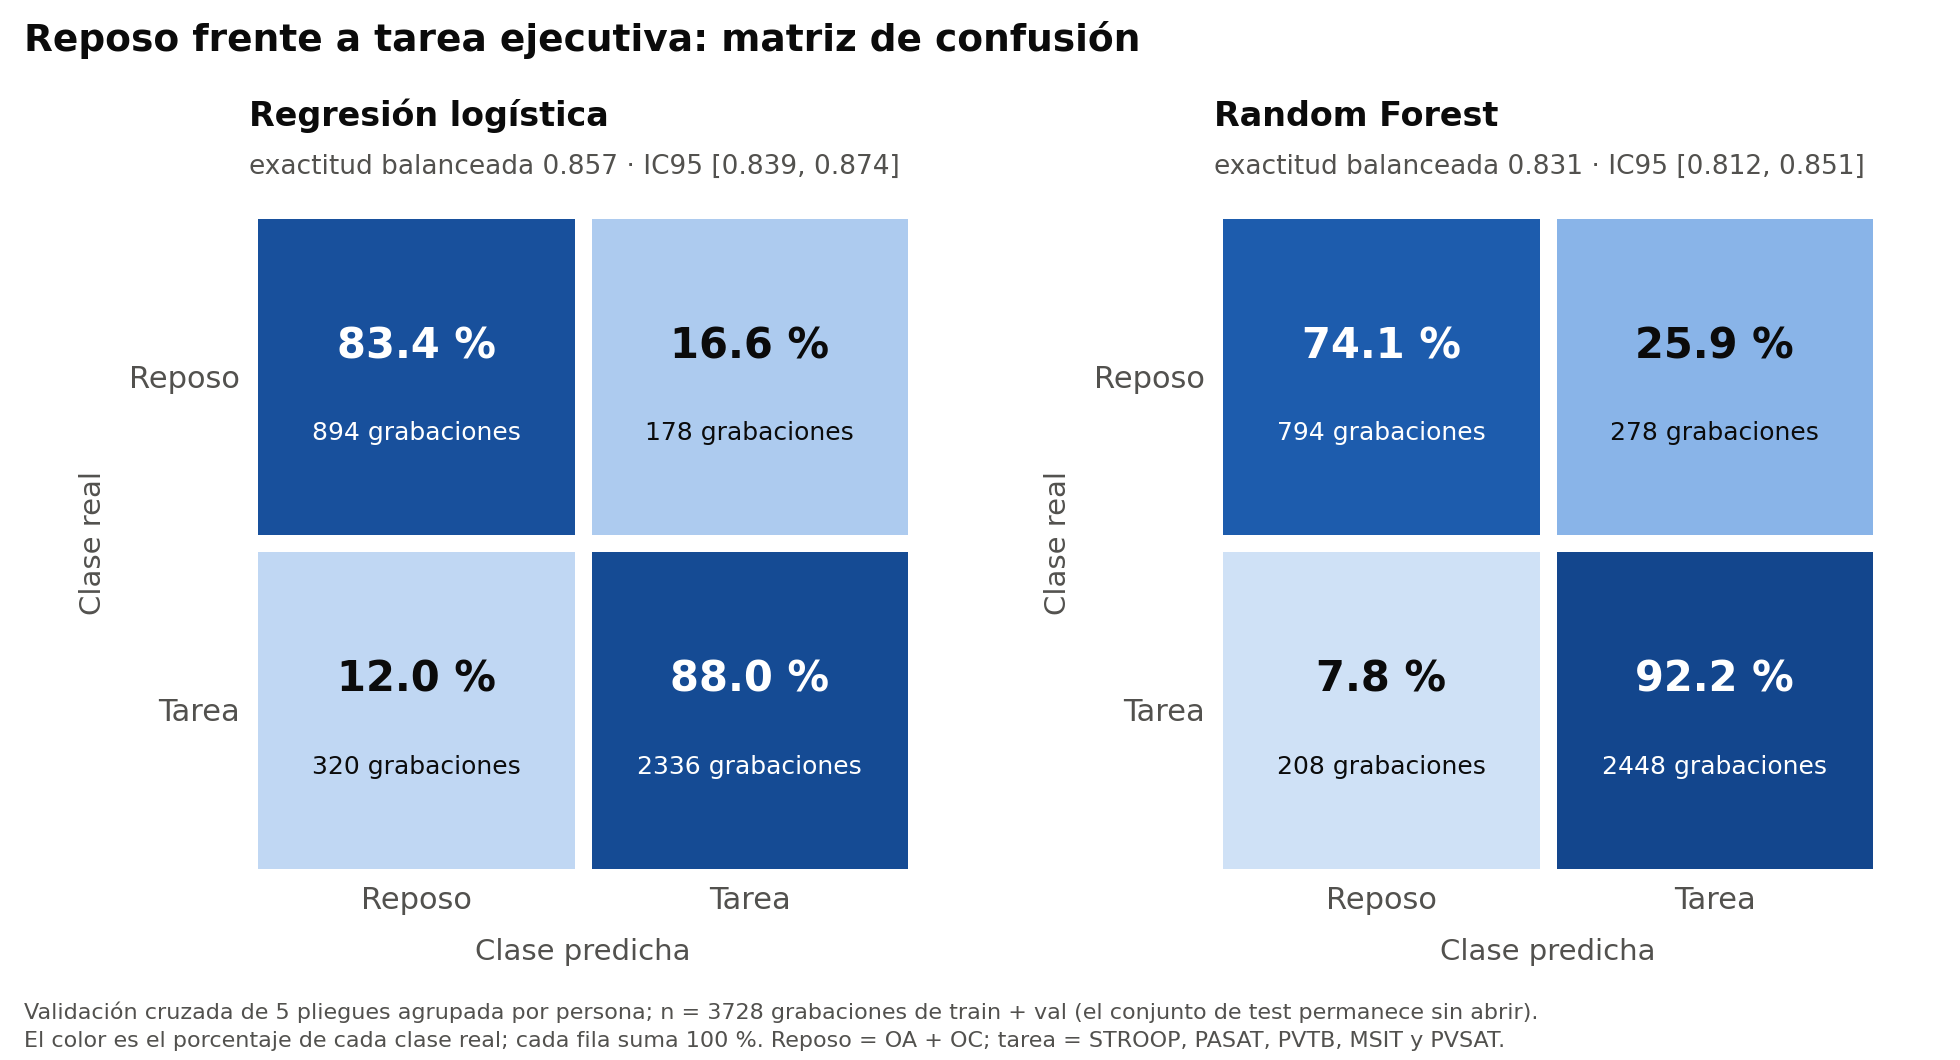 Reposo frente a tarea ejecutiva: matriz de confusión
Regresión logística
exactitud balanceada 0.857 · IC95 [0.839, 0.874]
Clase real
Reposo
83.4 %
894 grabaciones
16.6 %
178 grabaciones
Tarea
12.0 %
320 grabaciones
88.0 %
2336 grabaciones
Reposo
Tarea
Clase predicha
Random Forest
exactitud balanceada 0.831 · IC95 [0.812, 0.851]
Clase real
Reposo
74.1 %
794 grabaciones
25.9 %
278 grabaciones
Tarea
7.8 %
208 grabaciones
92.2 %
2448 grabaciones
Reposo
Tarea
Clase predicha
Validación cruzada de 5 pliegues agrupada por persona; n = 3728 grabaciones de train + val (el conjunto de test permanece sin abrir).
El color es el porcentaje de cada clase real; cada fila suma 100 %. Reposo = OA + OC; tarea = STROOP, PASAT, PVTB, MSIT y PVSAT.